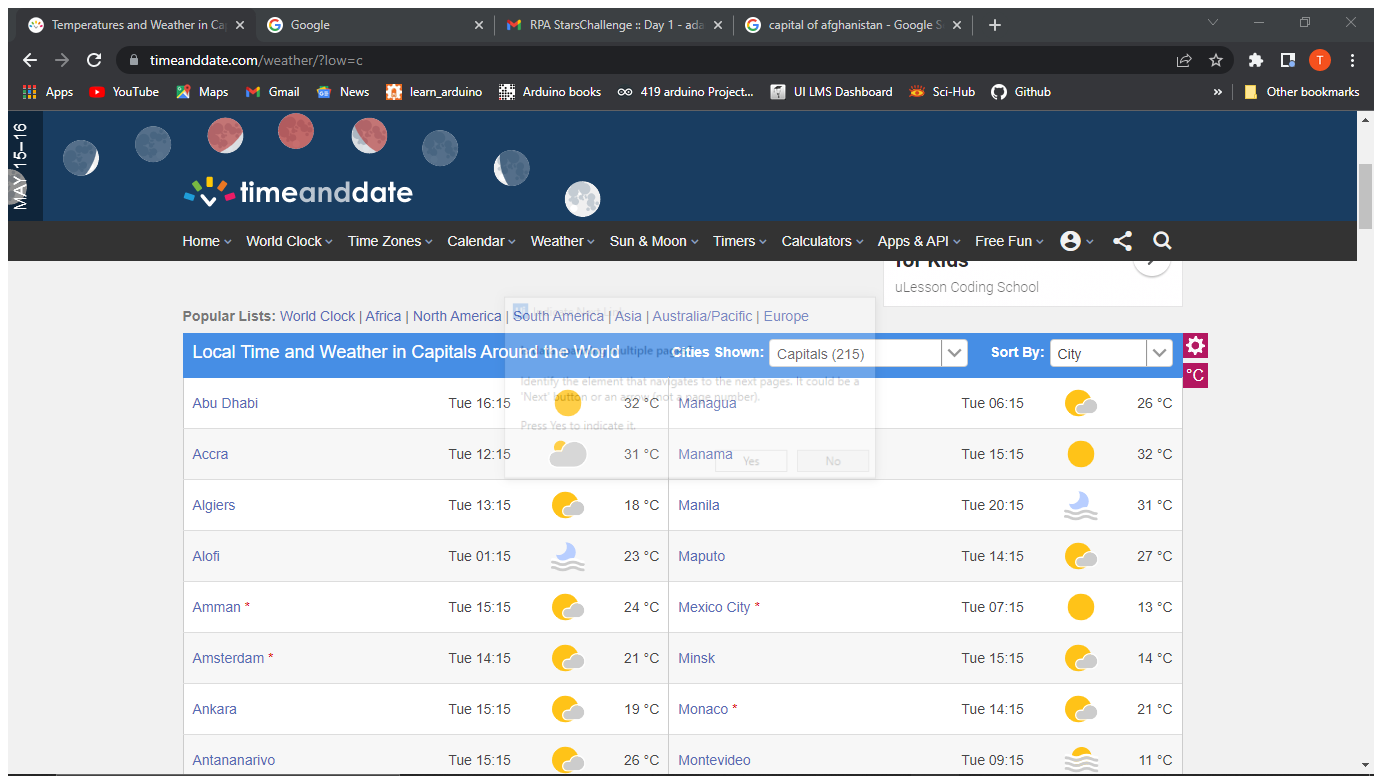 Temperatures and Weather in Ca
Google
RPA StarsChallenge :: Day 1 - ada
capital of afghanistan - Google S
timeanddate.com/weather/?low=c
T
Apps
YouTube
Maps
Gmail
News
learn_arduino
Arduino books
419 arduino Project...
UI LMS Dashboard
Sci-Hub
Github
»
Other bookmarks
MAY 15–16
timeanddate
Home
World Clock
Time Zones
Calendar
Weather
Sun & Moon
Timers
Calculators
Apps & API
Free Fun
for Kids
uLesson Coding School
Popular Lists: World Clock | Africa | North America | South America | Asia | Australia/Pacific | Europe
Local Time and Weather in Capitals Around the World
Cities Shown: Capitals (215)
Sort By: City
°C
multiple pages
Identify the element that navigates to the next pages. It could be a
'Next' button or an arrow (not a page number).
Press Yes to indicate it.
Yes
No
Abu Dhabi Tue 16:15 32 °C Managua Tue 06:15 26 °C
Accra Tue 12:15 31 °C Manama Tue 15:15 32 °C
Algiers Tue 13:15 18 °C Manila Tue 20:15 31 °C
Alofi Tue 01:15 23 °C Maputo Tue 14:15 27 °C
Amman * Tue 15:15 24 °C Mexico City * Tue 07:15 13 °C
Amsterdam * Tue 14:15 21 °C Minsk Tue 15:15 14 °C
Ankara Tue 15:15 19 °C Monaco * Tue 14:15 21 °C
Antananarivo Tue 15:15 26 °C Montevideo Tue 09:15 11 °C